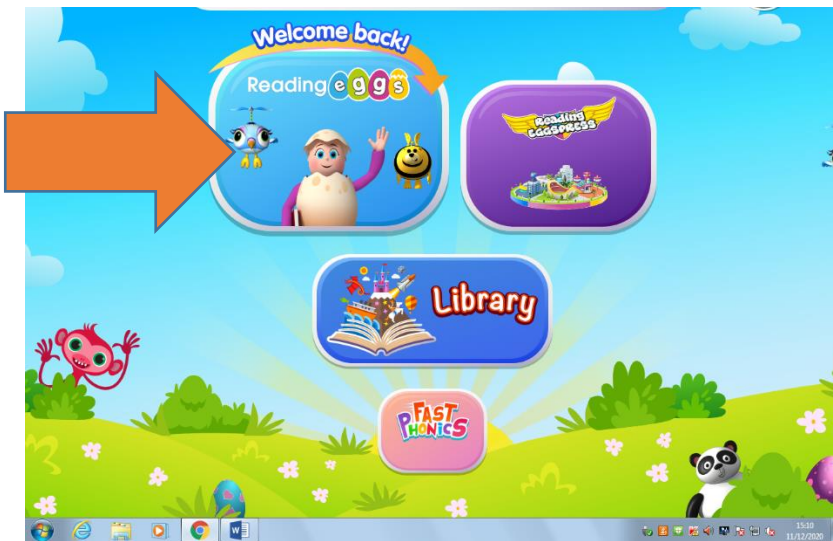 Welcome back!
Reading eggs
Reading
EGGSPRESS
Library
FAST
PHONICS
15:10
11/12/2020